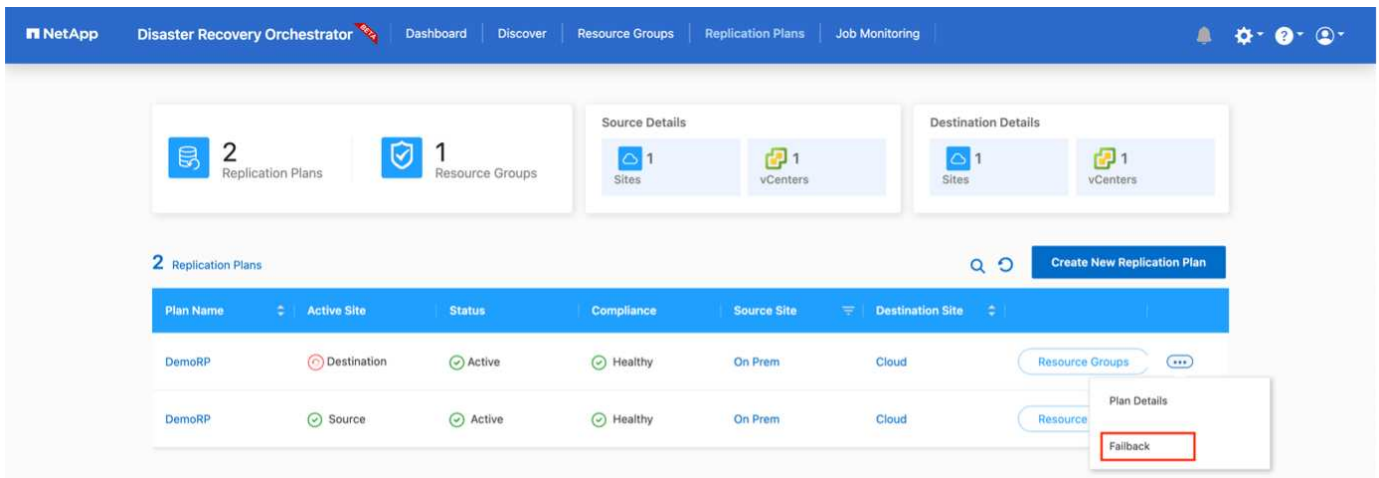 NetApp Disaster Recovery Orchestrator BETA Dashboard Discover Resource Groups Replication Plans Job Monitoring
Source Details Destination Details
2 1 1 1 1 1
Replication Plans Resource Groups Sites vCenters Sites vCenters
2 Replication Plans Create New Replication Plan
Plan Name Active Site Status Compliance Source Site Destination Site
DemoRP Destination Active Healthy On Prem Cloud Resource Groups
Plan Details
DemoRP Source Active Healthy On Prem Cloud Resource
Failback